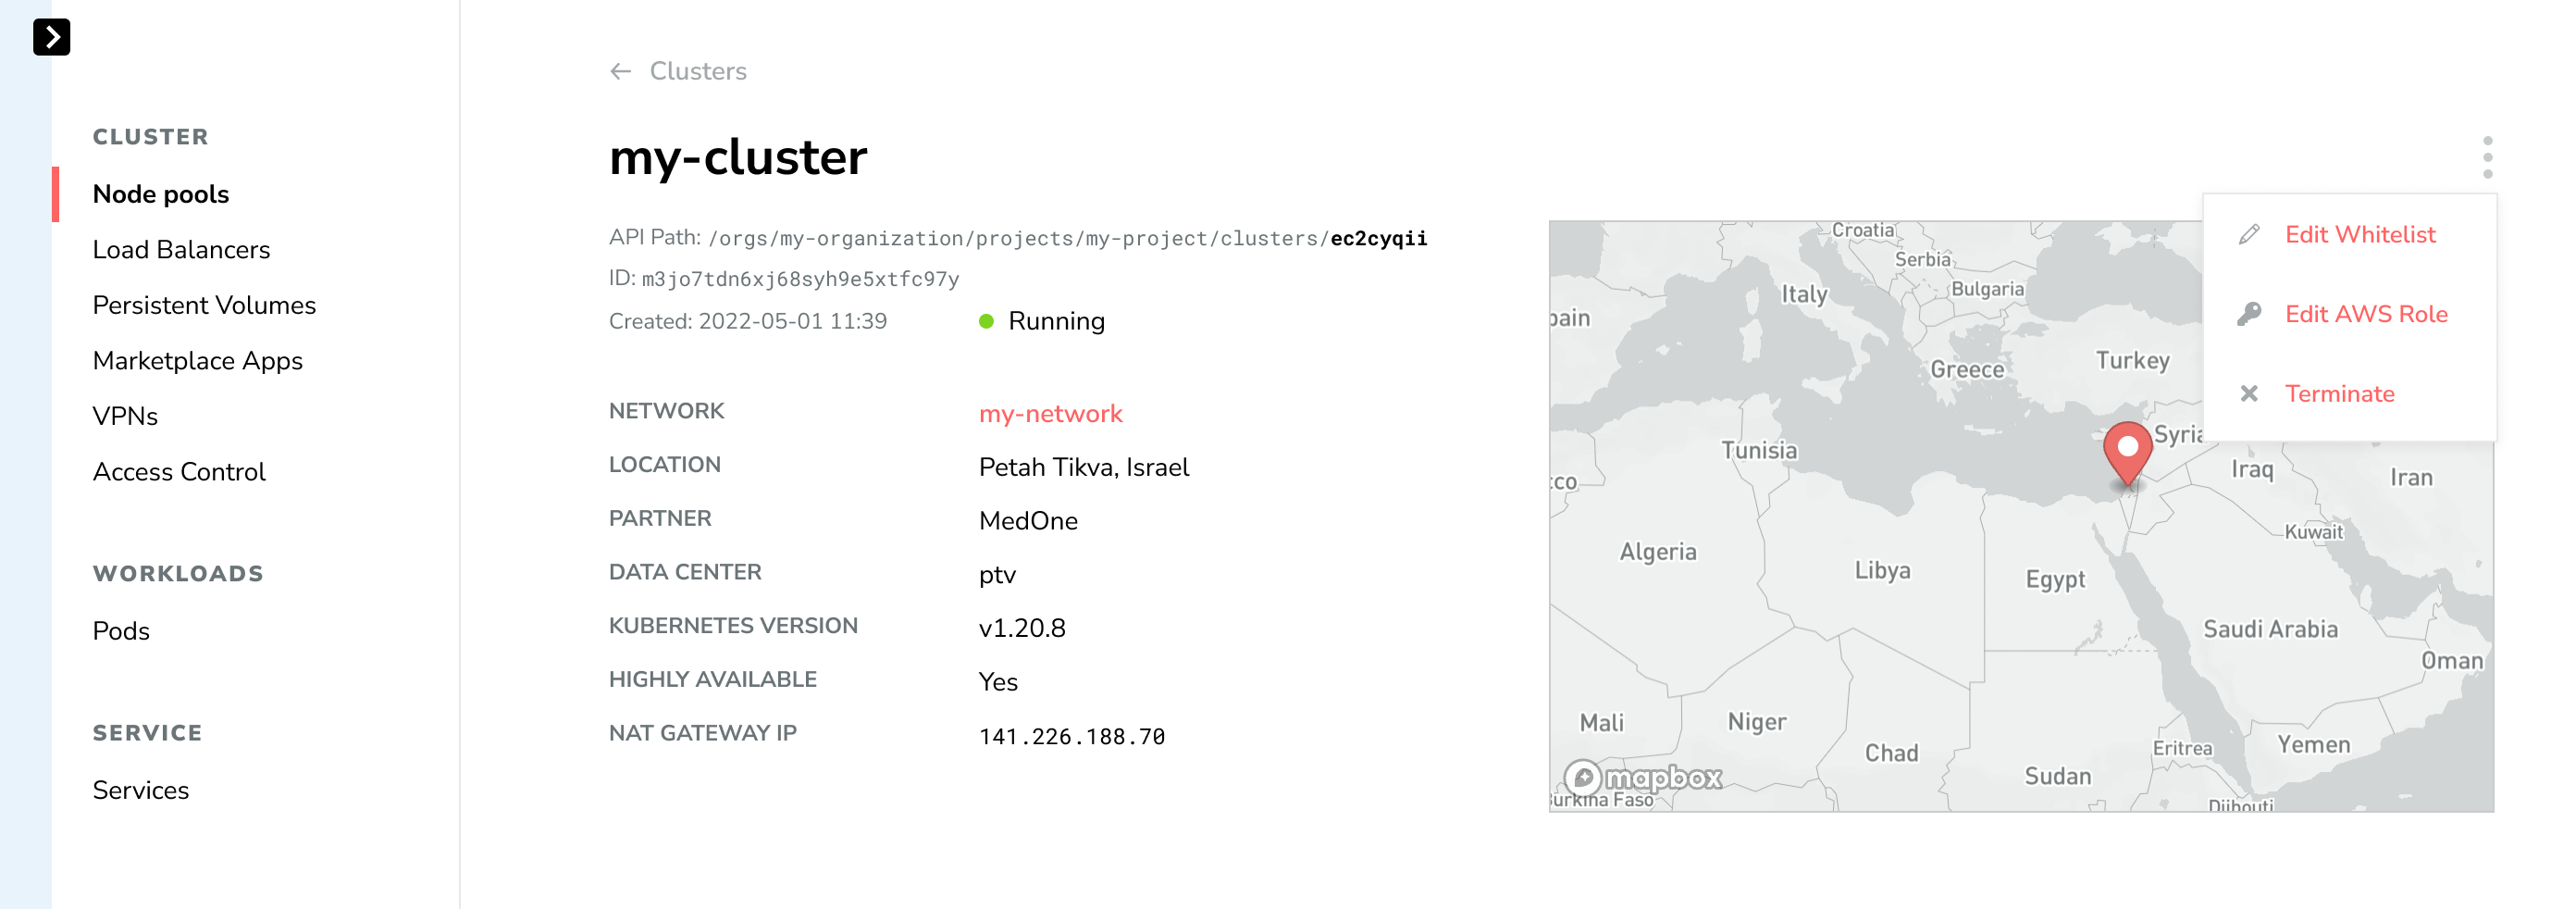 Clusters
CLUSTER
Node pools
Load Balancers
Persistent Volumes
Marketplace Apps
VPNs
Access Control
WORKLOADS
Pods
SERVICE
Services
my-cluster
API Path: /orgs/my-organization/projects/my-project/clusters/ec2cyqii
ID: m3jo7tdn6xj68syh9e5xtfc97y
Created: 2022-05-01 11:39
Running
NETWORK my-network
LOCATION Petah Tikva, Israel
PARTNER MedOne
DATA CENTER ptv
KUBERNETES VERSION v1.20.8
HIGHLY AVAILABLE Yes
NAT GATEWAY IP 141.226.188.70
Edit Whitelist
Edit AWS Role
Terminate
Croatia
Serbia
Italy
Bulgaria
pain
Turkey
Greece
Syria
Tunisia
Iraq
Iran
cco
Kuwait
Algeria
Libya
Egypt
Saudi Arabia
Oman
Mali
Niger
Yemen
Eritrea
Chad
Sudan
mapbox
Burkina Faso
Djibouti